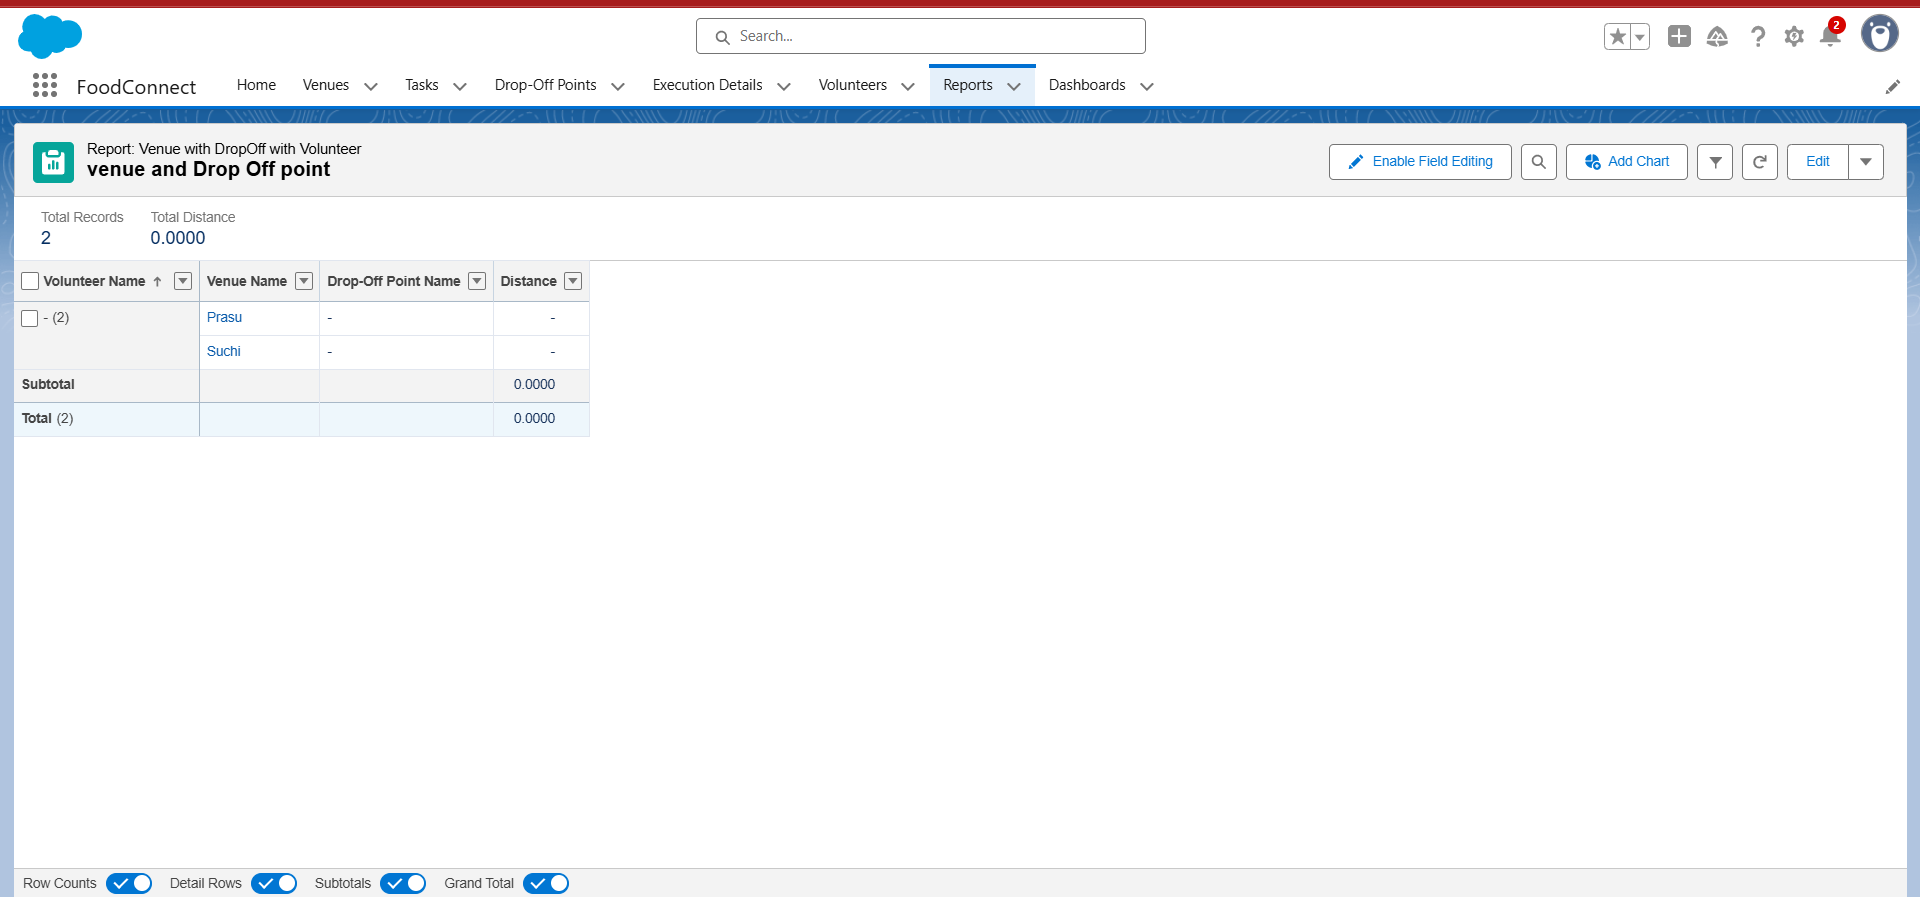 Search...
2
FoodConnect
Home
Venues
Tasks
Drop-Off Points
Execution Details
Volunteers
Reports
Dashboards
Report: Venue with DropOff with Volunteer
venue and Drop Off point
Enable Field Editing
Add Chart
Edit
Total Records
2
Total Distance
0.0000
Volunteer Name ↑
Venue Name
Drop-Off Point Name
Distance
- (2)
Prasu
-
-
Suchi
-
-
Subtotal
0.0000
Total (2)
0.0000
Row Counts
Detail Rows
Subtotals
Grand Total